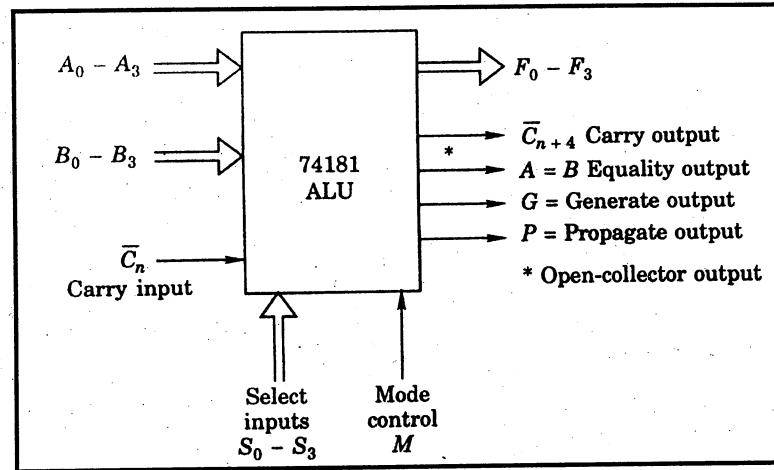 A₀ – A₃
F₀ – F₃
B₀ – B₃
74181
ALU
C̅ₙ₊₄ Carry output
*
A = B Equality output
G = Generate output
P = Propagate output
* Open-collector output
C̅ₙ
Carry input
Select
inputs
S₀ – S₃
Mode
control
M